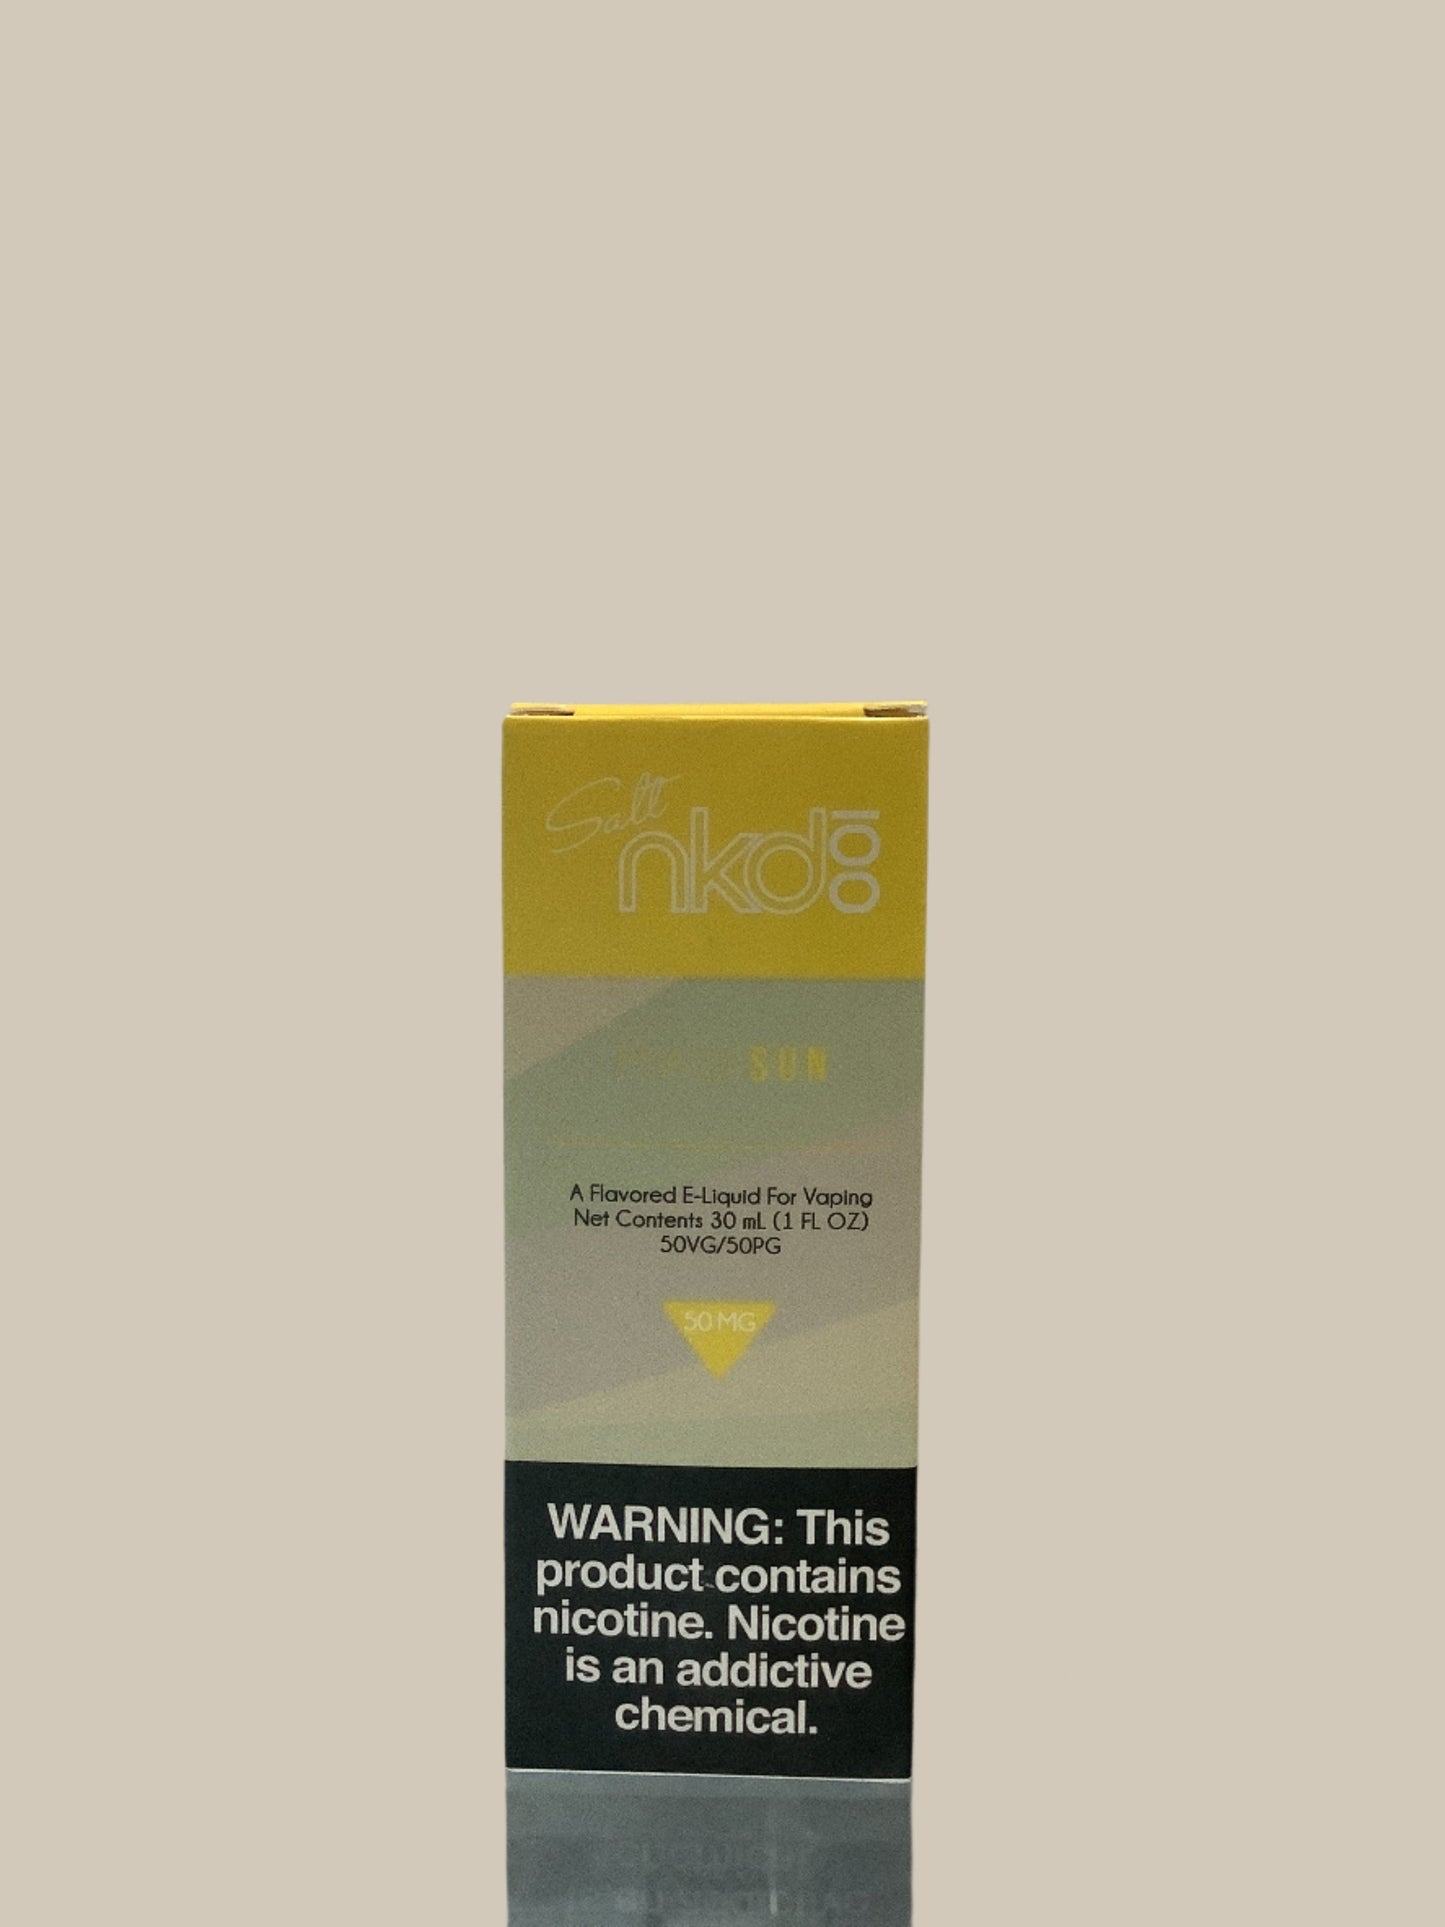 Salt
nkd
100
SUN
A Flavored E-Liquid For Vaping
Net Contents 30 mL (1 FL OZ)
50VG/50PG
50 MG
WARNING: This
product contains
nicotine. Nicotine
is an addictive
chemical.